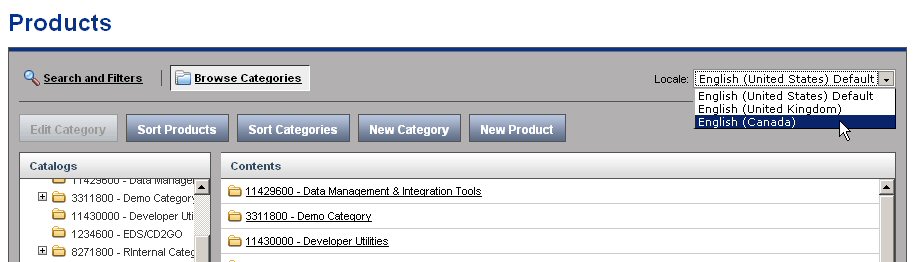 Products
Search and Filters
Browse Categories
Locale: English (United States) Default
English (United States) Default
English (United Kingdom)
English (Canada)
Edit Category
Sort Products
Sort Categories
New Category
New Product
Catalogs
11429600 - Data Managem
3311800 - Demo Category
11430000 - Developer Uti
1234600 - EDS/CD2GO
8271800 - RInternal Categ
Contents
11429600 - Data Management & Integration Tools
3311800 - Demo Category
11430000 - Developer Utilities